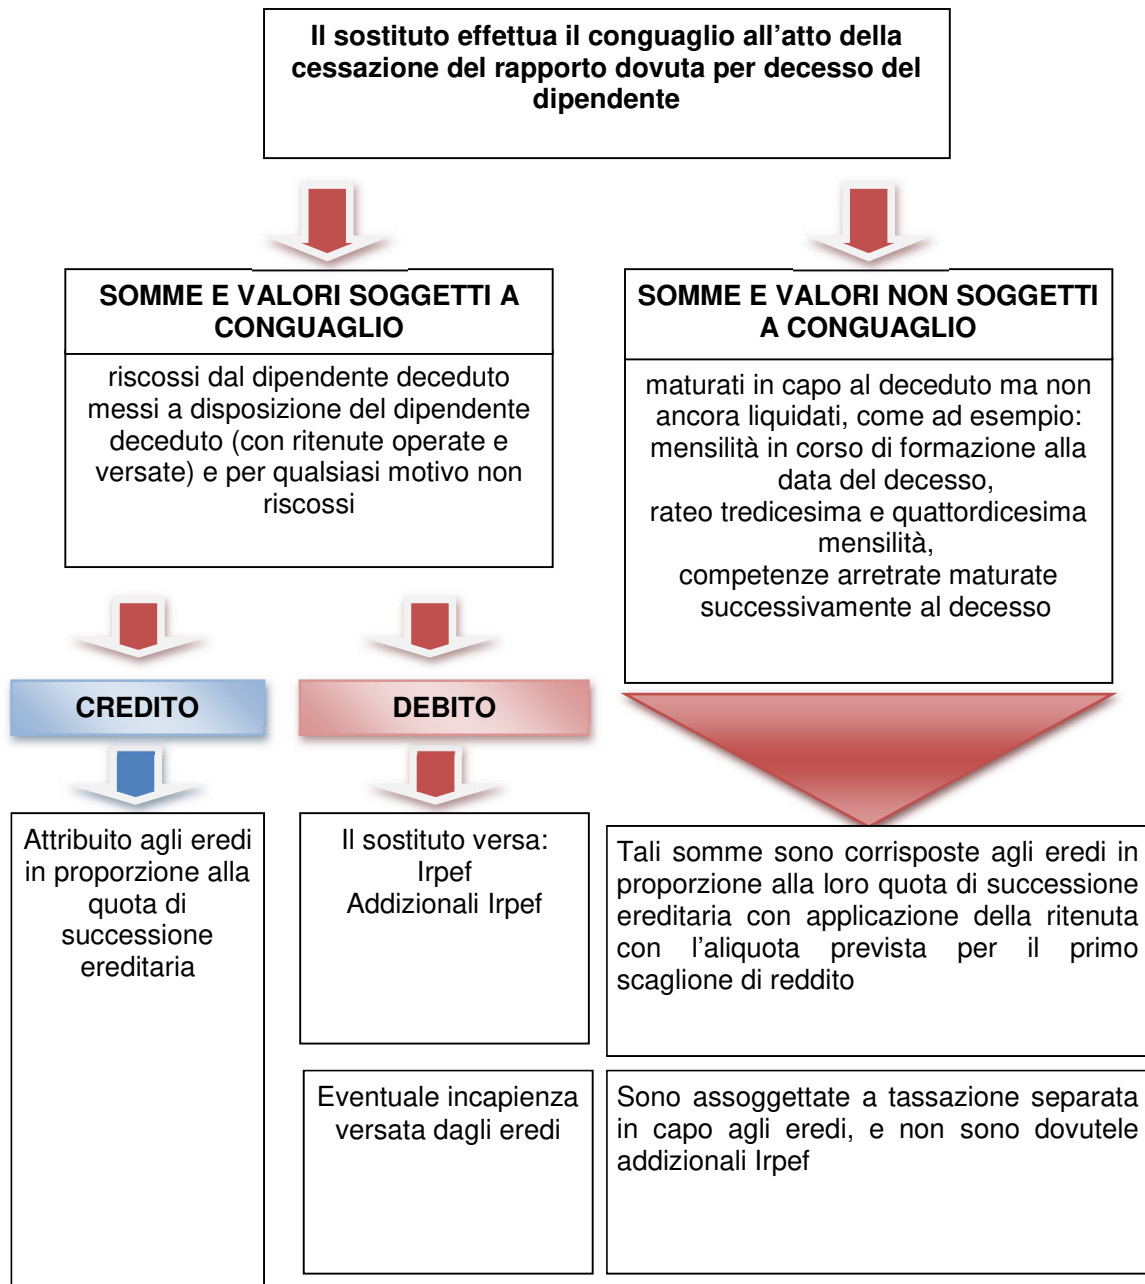 Il sostituto effettua il conguaglio all’atto della
cessazione del rapporto dovuta per decesso del
dipendente
SOMME E VALORI SOGGETTI A
CONGUAGLIO
riscossi dal dipendente deceduto
messi a disposizione del dipendente
deceduto (con ritenute operate e
versate) e per qualsiasi motivo non
riscossi
SOMME E VALORI NON SOGGETTI
A CONGUAGLIO
maturati in capo al deceduto ma non
ancora liquidati, come ad esempio:
mensilità in corso di formazione alla
data del decesso,
rateo tredicesima e quattordicesima
mensilità,
competenze arretrate maturate
successivamente al decesso
CREDITO
DEBITO
Attribuito agli eredi
in proporzione alla
quota di
successione
ereditaria
Il sostituto versa:
Irpef
Addizionali Irpef
Tali somme sono corrisposte agli eredi in
proporzione alla loro quota di successione
ereditaria con applicazione della ritenuta
con l’aliquota prevista per il primo
scaglione di reddito
Eventuale incapienza
versata dagli eredi
Sono assoggettate a tassazione separata
in capo agli eredi, e non sono dovutele
addizionali Irpef